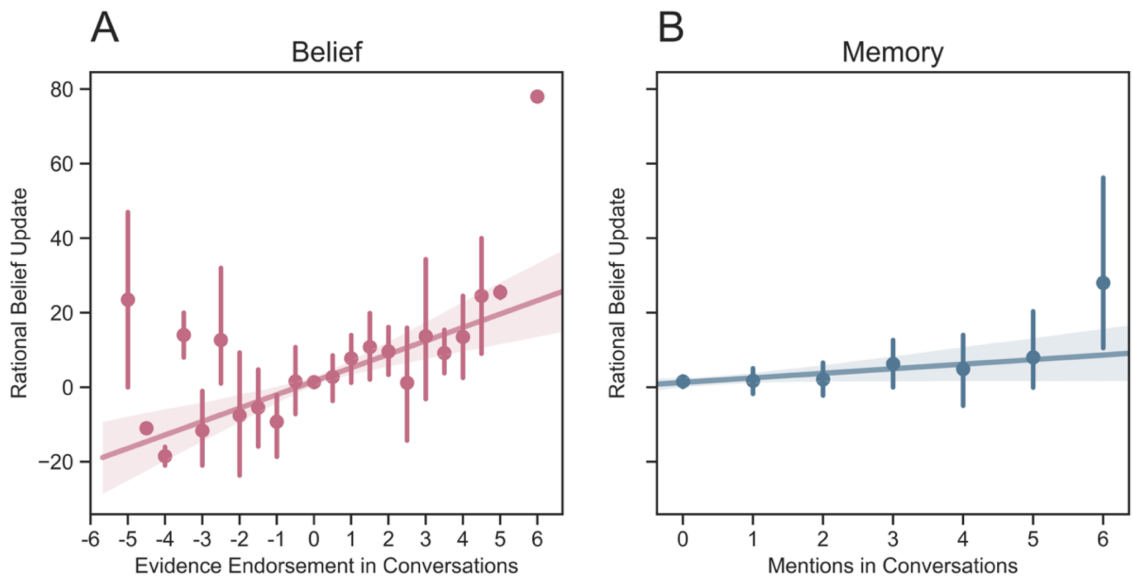 A
B
Belief
Memory
80
60
40
20
0
−20
Rational Belief Update
Rational Belief Update
-6 -5 -4 -3 -2 -1 0 1 2 3 4 5 6
0 1 2 3 4 5 6
Evidence Endorsement in Conversations
Mentions in Conversations